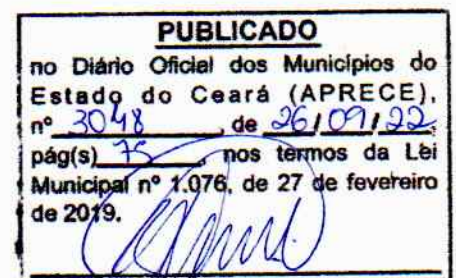 PUBLICADO
no Diário Oficial dos Municípios do
Estado do Ceará (APRECE),
nº 3048, de 26/09/22,
pág(s) 75, nos termos da Lei
Municipal nº 1.076, de 27 de fevereiro
de 2019.